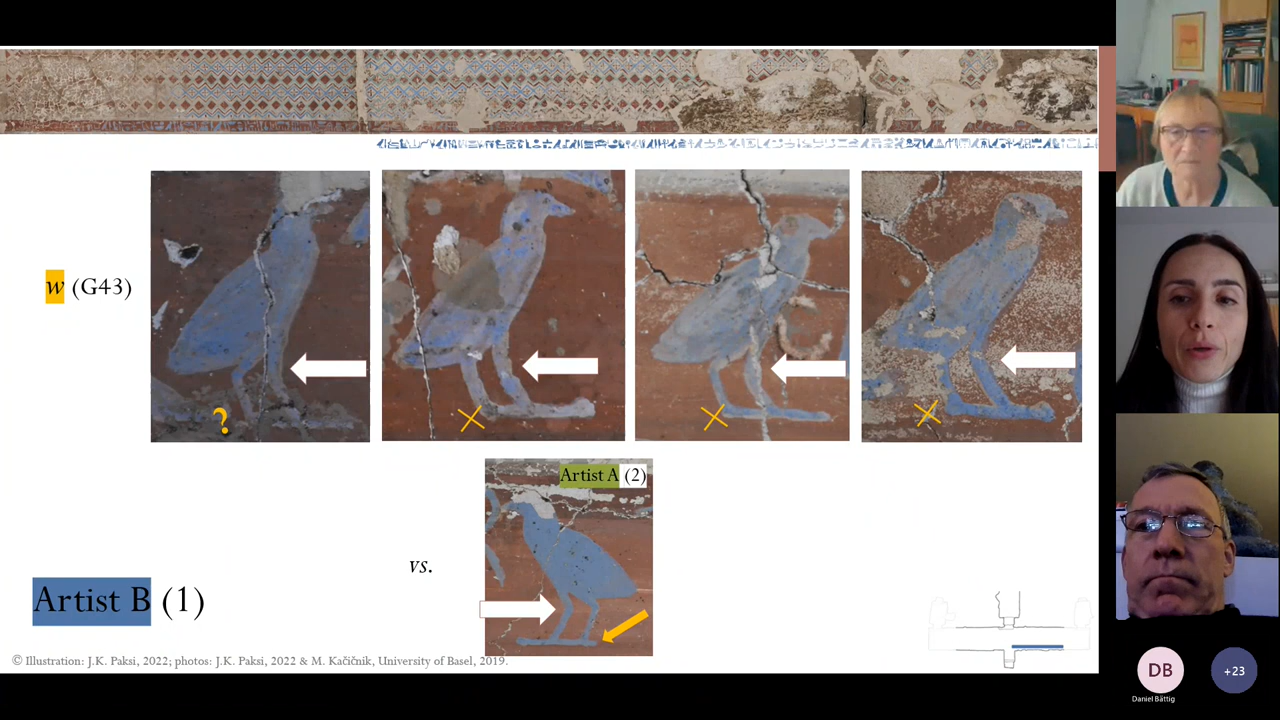 w (G43)
?
Artist A (2)
vs.
Artist B (1)
© Illustration: J.K. Paksi, 2022; photos: J.K. Paksi, 2022 & M. Kačičnik, University of Basel, 2019.
DB
+23
Daniel Bättig